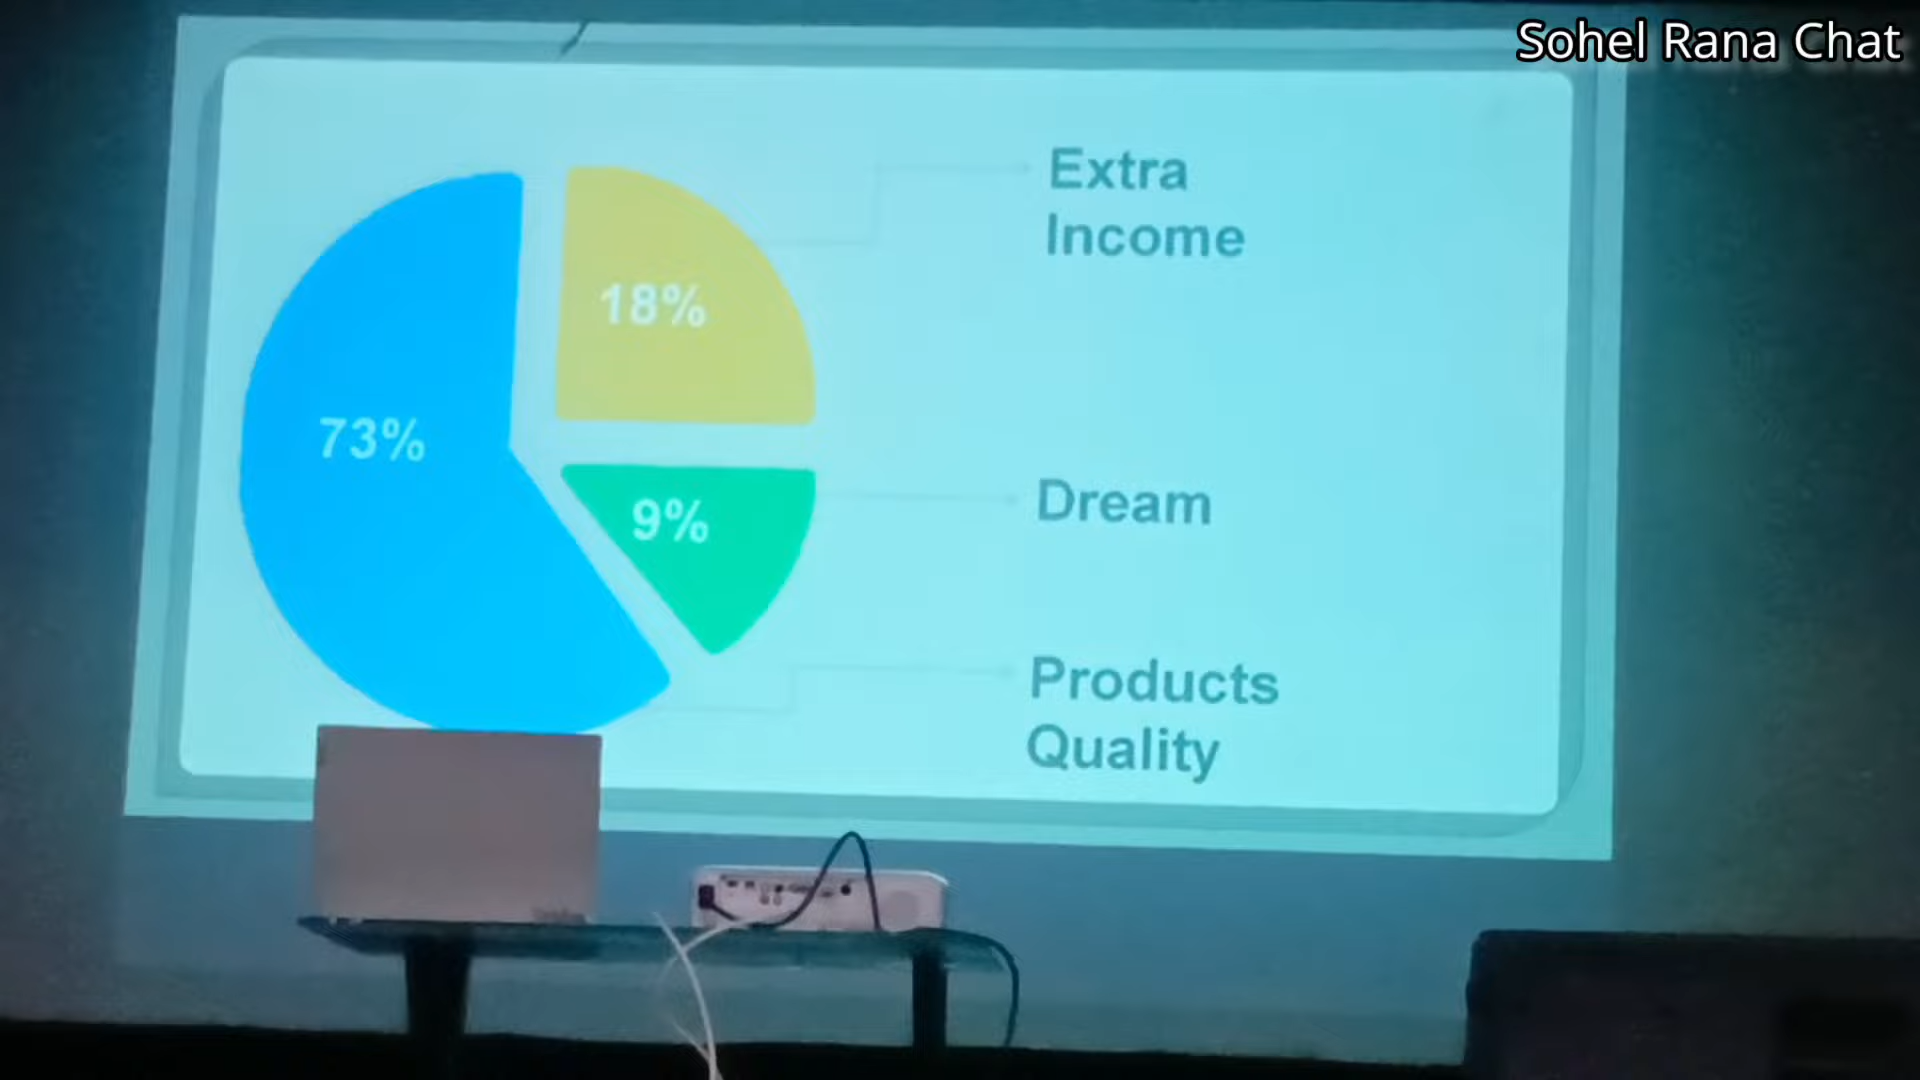 Sohel Rana Chat
Extra
Income
18%
73%
Dream
9%
Products
Quality